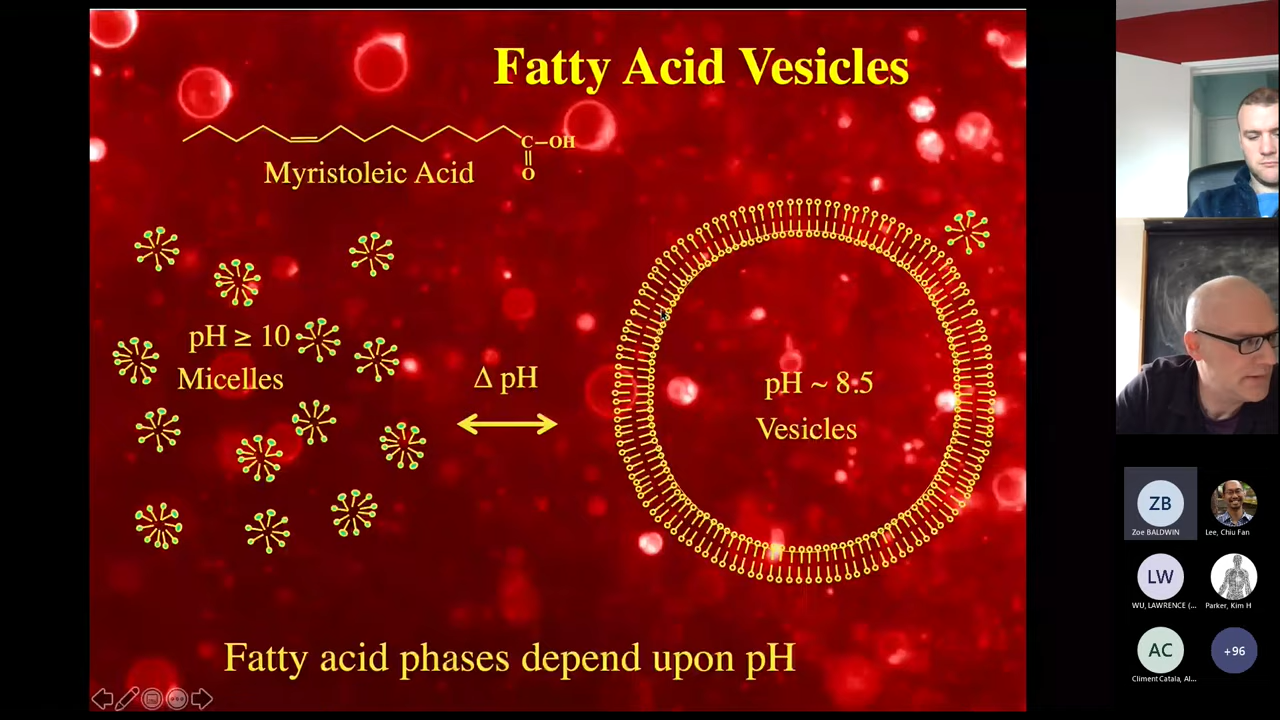 Fatty Acid Vesicles
C–OH
O
Myristoleic Acid
pH ≥ 10
Micelles
Δ pH
pH ~ 8.5
Vesicles
Fatty acid phases depend upon pH
ZB
Zoe BALDWIN
Lee, Chiu Fan
LW
WU, LAWRENCE (...
Parker, Kim H
AC
Climent Catala, Al...
+96